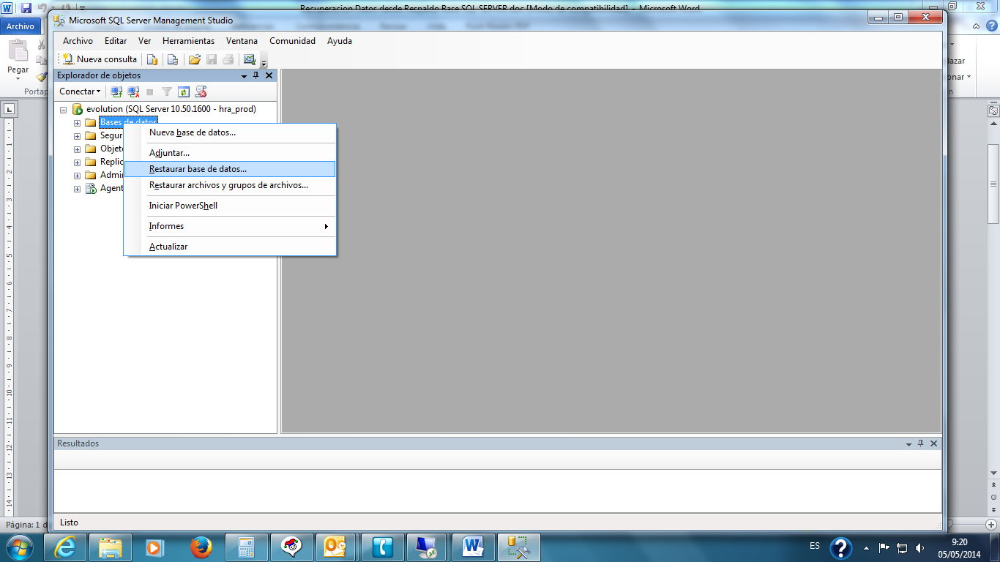 Recuperacion Datos desde Respaldo Base SQL SERVER.doc [Modo de compatibilidad] - Microsoft Word
Microsoft SQL Server Management Studio
Archivo
Archivo Editar Ver Herramientas Ventana Comunidad Ayuda
Nueva consulta
Pegar
Portap
Explorador de objetos
Conectar
evolution (SQL Server 10.50.1600 - hra_prod)
Bases de datos
Segur
Objet
Replic
Admir
Agent
Nueva base de datos...
Adjuntar...
Restaurar base de datos...
Restaurar archivos y grupos de archivos...
Iniciar PowerShell
Informes
Actualizar
azar
onar
n
Resultados
Listo
Página: 1 d
ES
9:20
05/05/2014